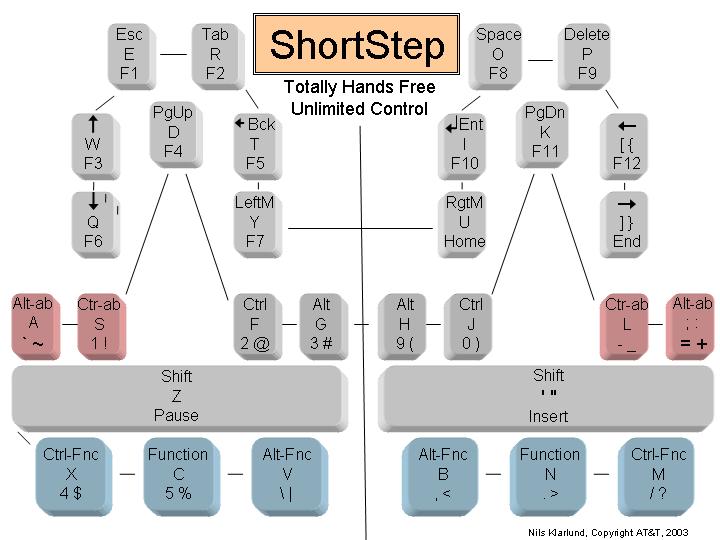 ShortStep
Totally Hands Free
Unlimited Control
Esc
E
F1
Tab
R
F2
Space
O
F8
Delete
P
F9
↑
W
F3
PgUp
D
F4
← Bck
T
F5
↵Ent
I
F10
PgDn
K
F11
←
[ {
F12
↓
Q
F6
LeftM
Y
F7
RgtM
U
Home
→
] }
End
Alt-ab
A
` ~
Ctr-ab
S
1 !
Ctrl
F
2 @
Alt
G
3 #
Alt
H
9 (
Ctrl
J
0 )
Ctr-ab
L
- _
Alt-ab
; :
= +
Shift
Z
Pause
Shift
' "
Insert
Ctrl-Fnc
X
4 $
Function
C
5 %
Alt-Fnc
V
\ |
Alt-Fnc
B
, <
Function
N
. >
Ctrl-Fnc
M
/ ?
Nils Klarlund, Copyright AT&T, 2003